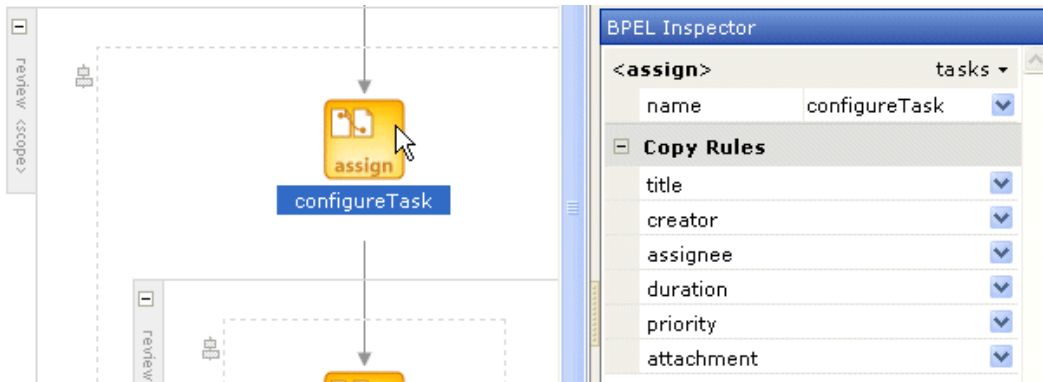 review <scope>
assign
configureTask
review
BPEL Inspector
<assign> tasks
name configureTask
Copy Rules
title
creator
assignee
duration
priority
attachment